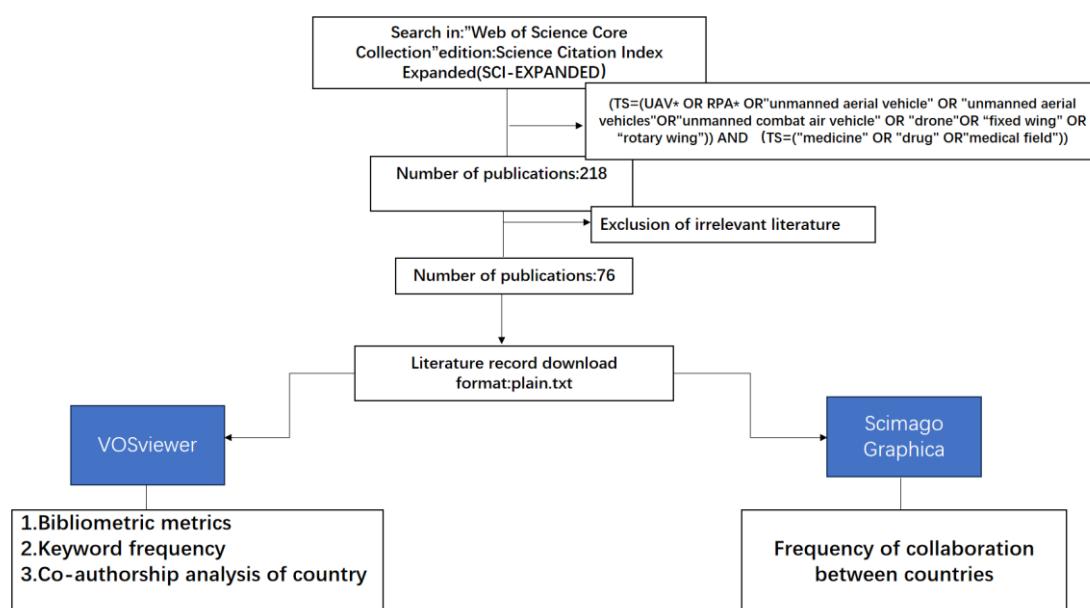 Search in:”Web of Science Core
Collection”edition:Science Citation Index
Expanded(SCI-EXPANDED)
(TS=(UAV* OR RPA* OR"unmanned aerial vehicle" OR "unmanned aerial
vehicles"OR"unmanned combat air vehicle" OR "drone"OR “fixed wing" OR
“rotary wing”)) AND （TS=("medicine" OR "drug" OR"medical field"))
Number of publications:218
Exclusion of irrelevant literature
Number of publications:76
Literature record download
format:plain.txt
VOSviewer
Scimago
Graphica
1.Bibliometric metrics
2.Keyword frequency
3.Co-authorship analysis of country
Frequency of collaboration
between countries